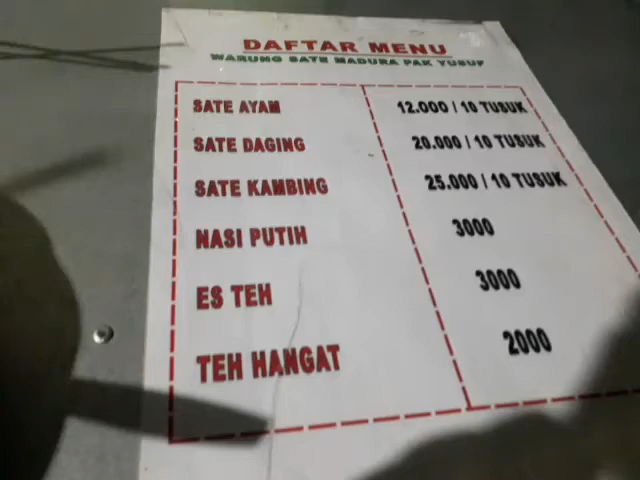 DAFTAR MENU
WARUNG SATE MADURA PAK YUSUF
SATE AYAM 12.000 / 10 TUSUK
SATE DAGING 20.000 / 10 TUSUK
SATE KAMBING 25.000 / 10 TUSUK
NASI PUTIH 3000
ES TEH 3000
TEH HANGAT 2000